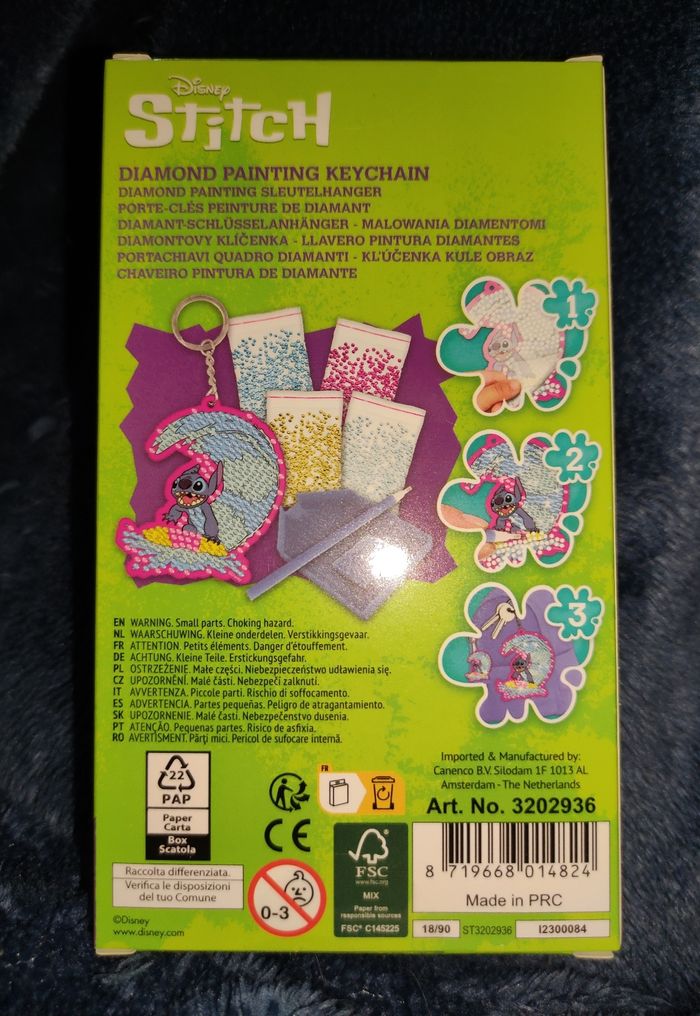 Disney
Stitch
DIAMOND PAINTING KEYCHAIN
DIAMOND PAINTING SLEUTELHANGER
PORTE-CLÉS PEINTURE DE DIAMANT
DIAMANT-SCHLÜSSELANHÄNGER - MALOWANIA DIAMENTOMI
DIAMONTOVY KLÍČENKA - LLAVERO PINTURA DIAMANTES
PORTACHIAVI QUADRO DIAMANTI - KĽÚČENKA KULE OBRAZ
CHAVEIRO PINTURA DE DIAMANTE
1
2
3
EN WARNING. Small parts. Choking hazard.
NL WAARSCHUWING. Kleine onderdelen. Verstikkingsgevaar.
FR ATTENTION. Petits éléments. Danger d'étouffement.
DE ACHTUNG. Kleine Teile. Erstickungsgefahr.
PL OSTRZEŻENIE. Małe części. Niebezpieczeństwo udławienia się.
CZ UPOZORNĚNÍ. Malé části. Nebezpečí zalknutí.
IT AVVERTENZA. Piccole parti. Rischio di soffocamento.
ES ADVERTENCIA. Partes pequeñas. Peligro de atragantamiento.
SK UPOZORNENIE. Malé časti. Nebezpečenstvo dusenia.
PT ATENÇÃO. Pequenas partes. Risco de asfixia.
RO AVERTISMENT. Părți mici. Pericol de sufocare internă.
22
PAP
Paper
Carta
Box
Scatola
Raccolta differenziata.
Verifica le disposizioni
del tuo Comune
©Disney
www.disney.com
FR
CE
0-3
FSC
www.fsc.org
MIX
Paper from
responsible sources
FSC® C145225
Imported & Manufactured by:
Canenco B.V. Silodam 1F 1013 AL
Amsterdam - The Netherlands
Art. No. 3202936
8 719668 014824
Made in PRC
18/90 ST3202936 I2300084